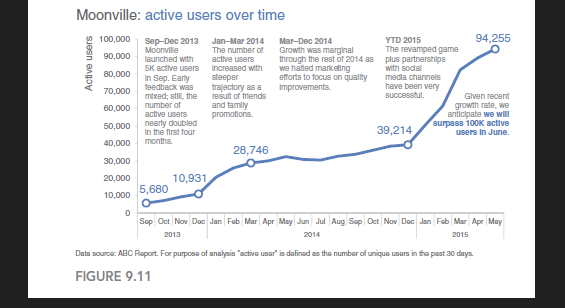 Moonville: active users over time
Active users
100,000
90,000
80,000
70,000
60,000
50,000
40,000
30,000
20,000
10,000
0
Sep–Dec 2013
Moonville
launched with
5K active users
in Sep. Early
feedback was
mixed; still, the
number of
active users
nearly doubled
in the first four
months.
Jan–Mar 2014
The number of
active users
increased with
steeper
trajectory as a
result of friends
and family
promotions.
Mar–Dec 2014
Growth was marginal
through the rest of 2014 as
we halted marketing
efforts to focus on quality
improvements.
YTD 2015
The revamped game
plus partnerships
with social
media channels
have been very
successful.
Given recent
growth rate, we
anticipate we will
surpass 100K active
users in June.
5,680
10,931
28,746
39,214
94,255
Sep Oct Nov Dec Jan Feb Mar Apr May Jun Jul Aug Sep Oct Nov Dec Jan Feb Mar Apr May
2013 2014 2015
Data source: ABC Report. For purpose of analysis "active user" is defined as the number of unique users in the past 30 days.
FIGURE 9.11